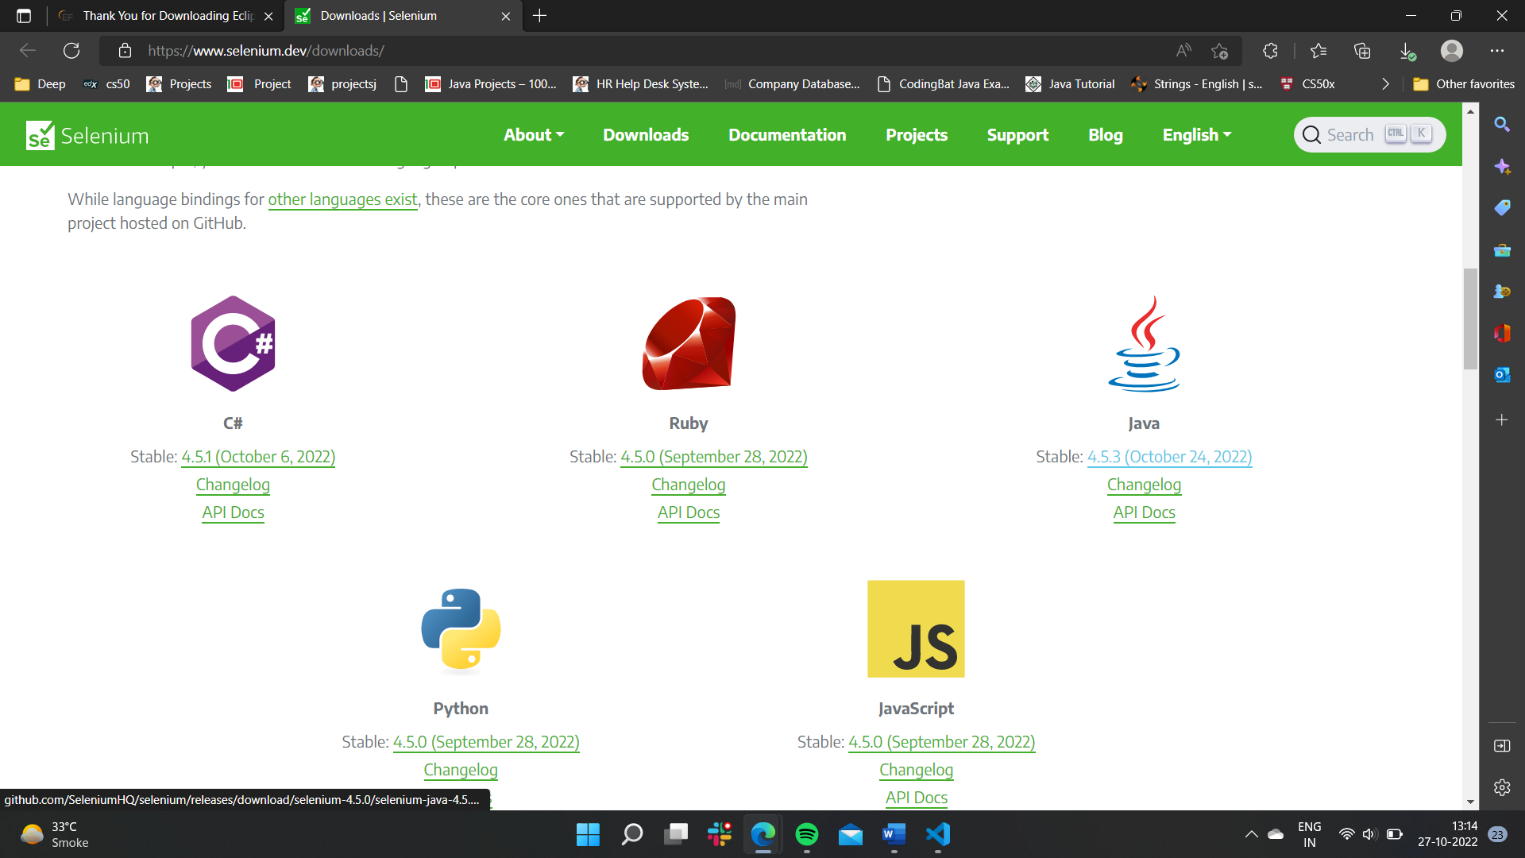 Thank You for Downloading Eclip
Downloads | Selenium
https://www.selenium.dev/downloads/
Deep
edX cs50
Projects
Project
projectsj
Java Projects – 100...
HR Help Desk Syste...
[md] Company Database...
CodingBat Java Exa...
Java Tutorial
Strings - English | s...
CS50x
Other favorites
Se Selenium
About
Downloads
Documentation
Projects
Support
Blog
English
Search CTRL K
While language bindings for other languages exist, these are the core ones that are supported by the main
project hosted on GitHub.
C#
C#
Stable: 4.5.1 (October 6, 2022)
Changelog
API Docs
Ruby
Stable: 4.5.0 (September 28, 2022)
Changelog
API Docs
Java
Stable: 4.5.3 (October 24, 2022)
Changelog
API Docs
Python
Stable: 4.5.0 (September 28, 2022)
Changelog
JS
JavaScript
Stable: 4.5.0 (September 28, 2022)
Changelog
API Docs
github.com/SeleniumHQ/selenium/releases/download/selenium-4.5.0/selenium-java-4.5....
33°C
Smoke
ENG
IN
13:14
27-10-2022
23